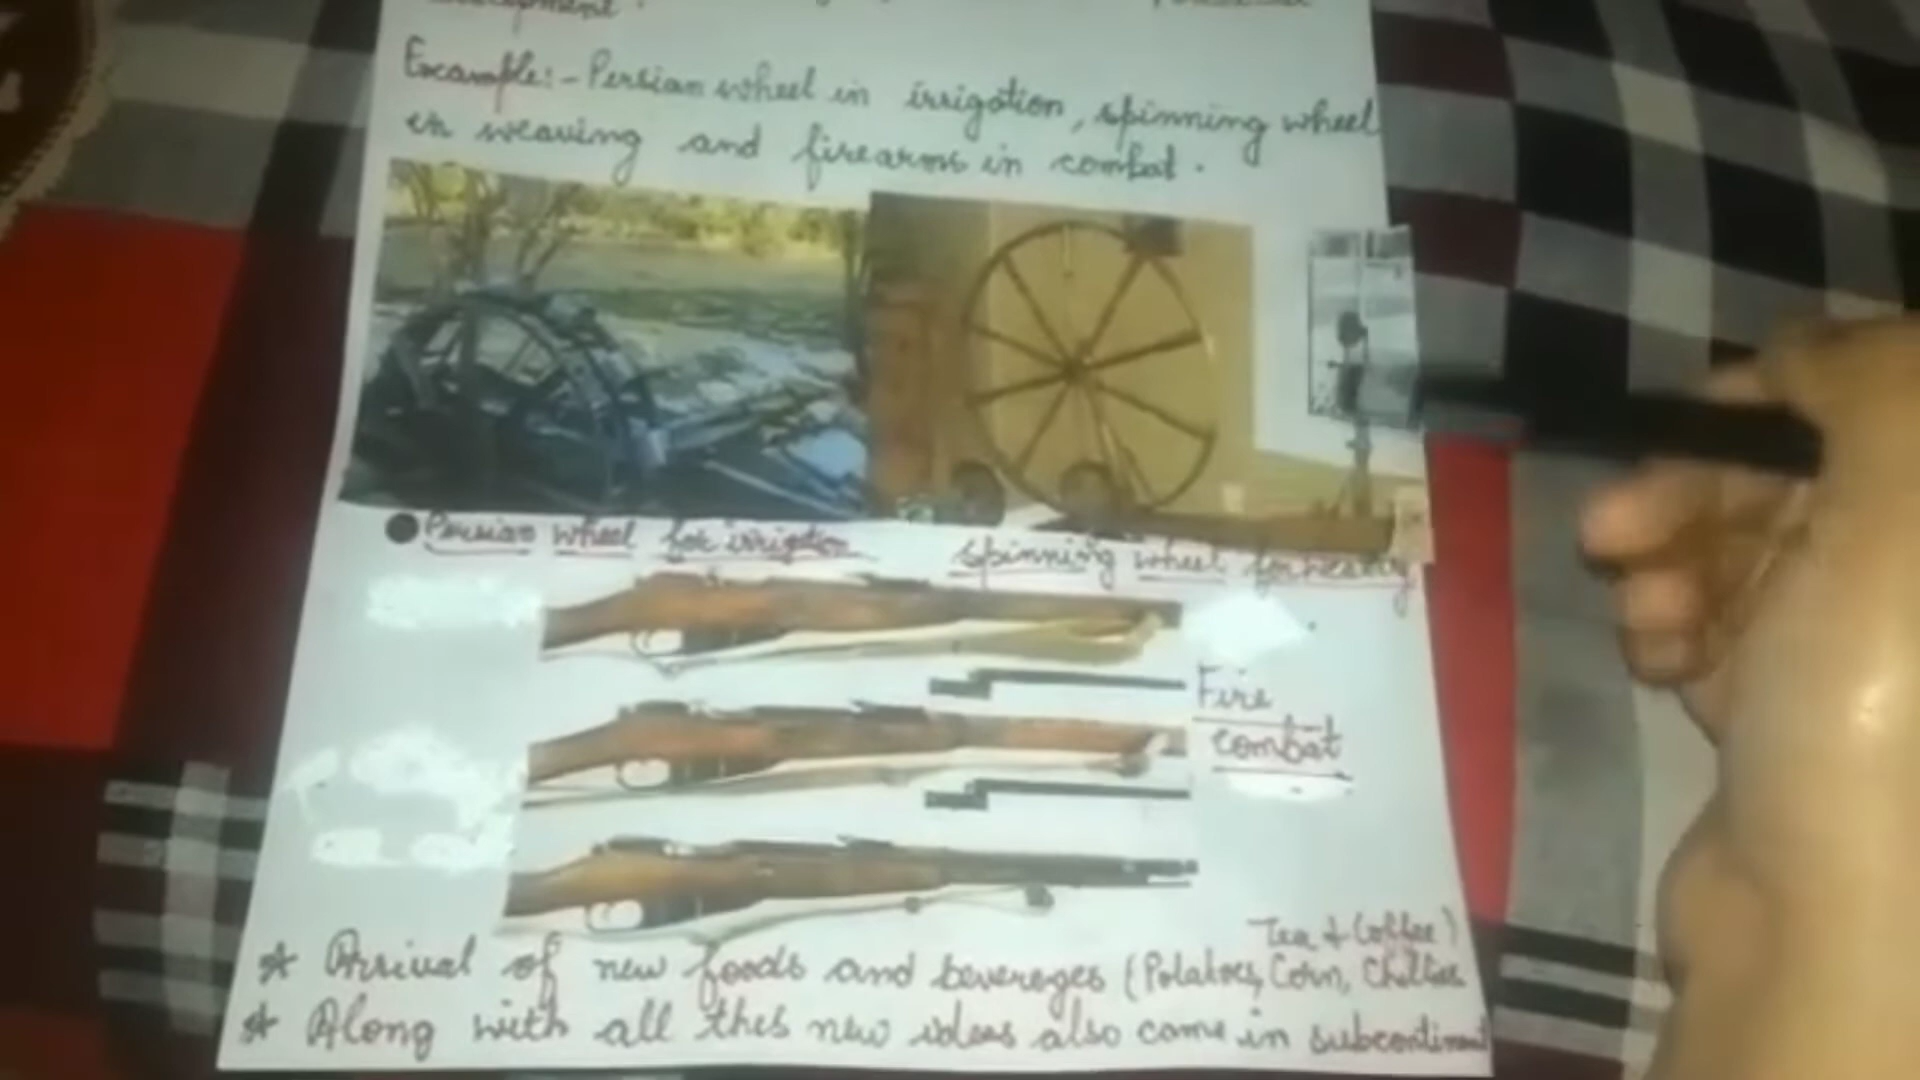 Example:- Persian wheel in irrigation, spinning wheel
in weaving and firearms in combat.
Persian wheel for irrigation
spinning wheel for
Fire
combat
Tea & Coffee)
* Arrival of new foods and beverages (Potatoes, Corn, Chillies
* Along with all thes new ideas also came in subcontinent